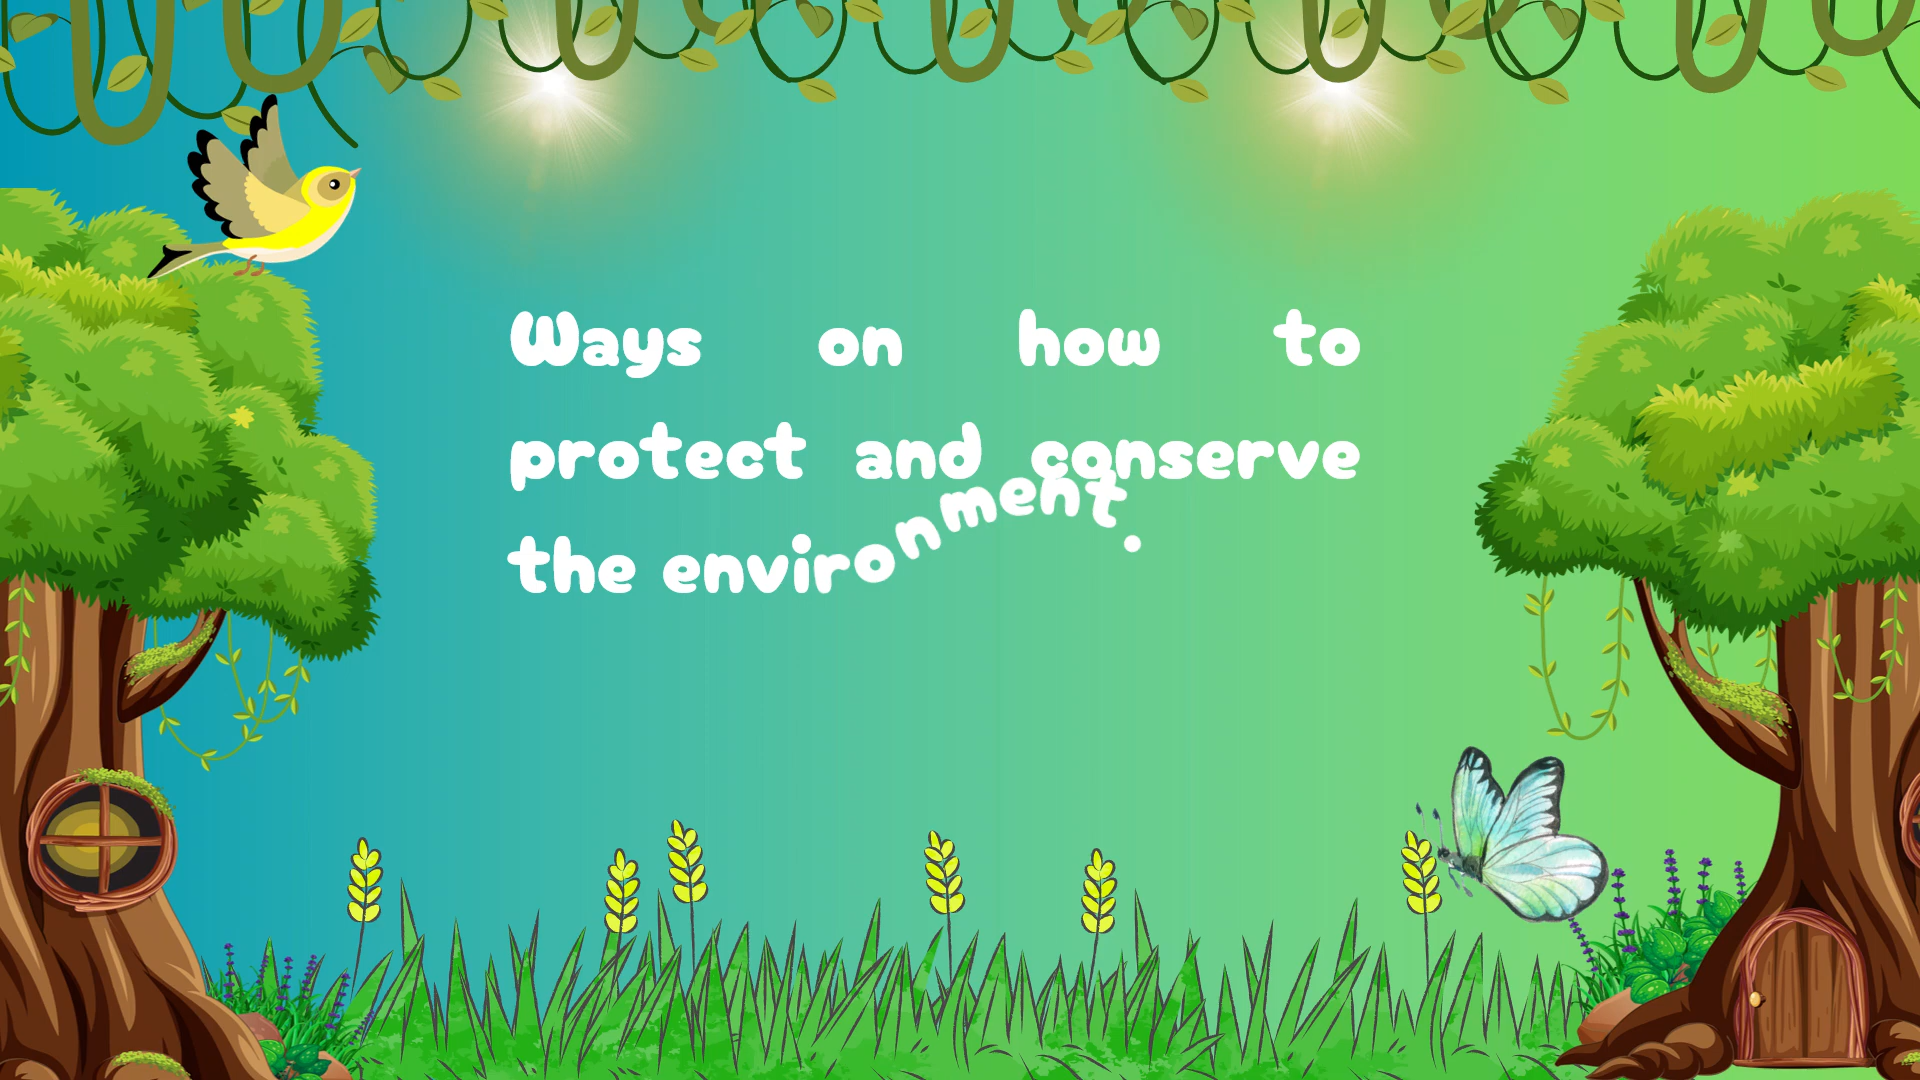 Ways on how to
protect and conserve
the environment.